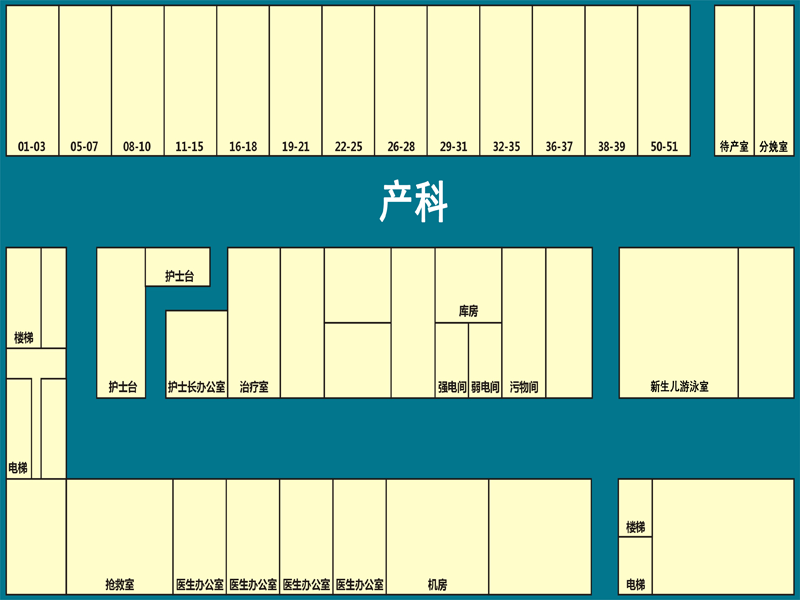 01-03
05-07
08-10
11-15
16-18
19-21
22-25
26-28
29-31
32-35
36-37
38-39
50-51
待产室
分娩室
产科
护士台
库房
楼梯
护士台
护士长办公室
治疗室
强电间
弱电间
污物间
新生儿游泳室
电梯
楼梯
抢救室
医生办公室
医生办公室
医生办公室
医生办公室
机房
电梯